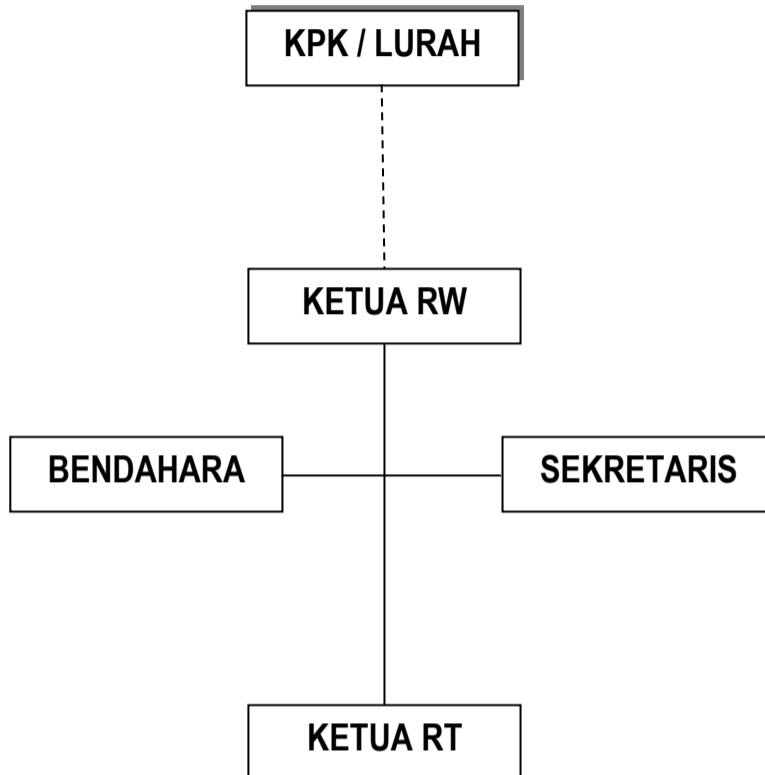 KPK / LURAH
KETUA RW
BENDAHARA
SEKRETARIS
KETUA RT